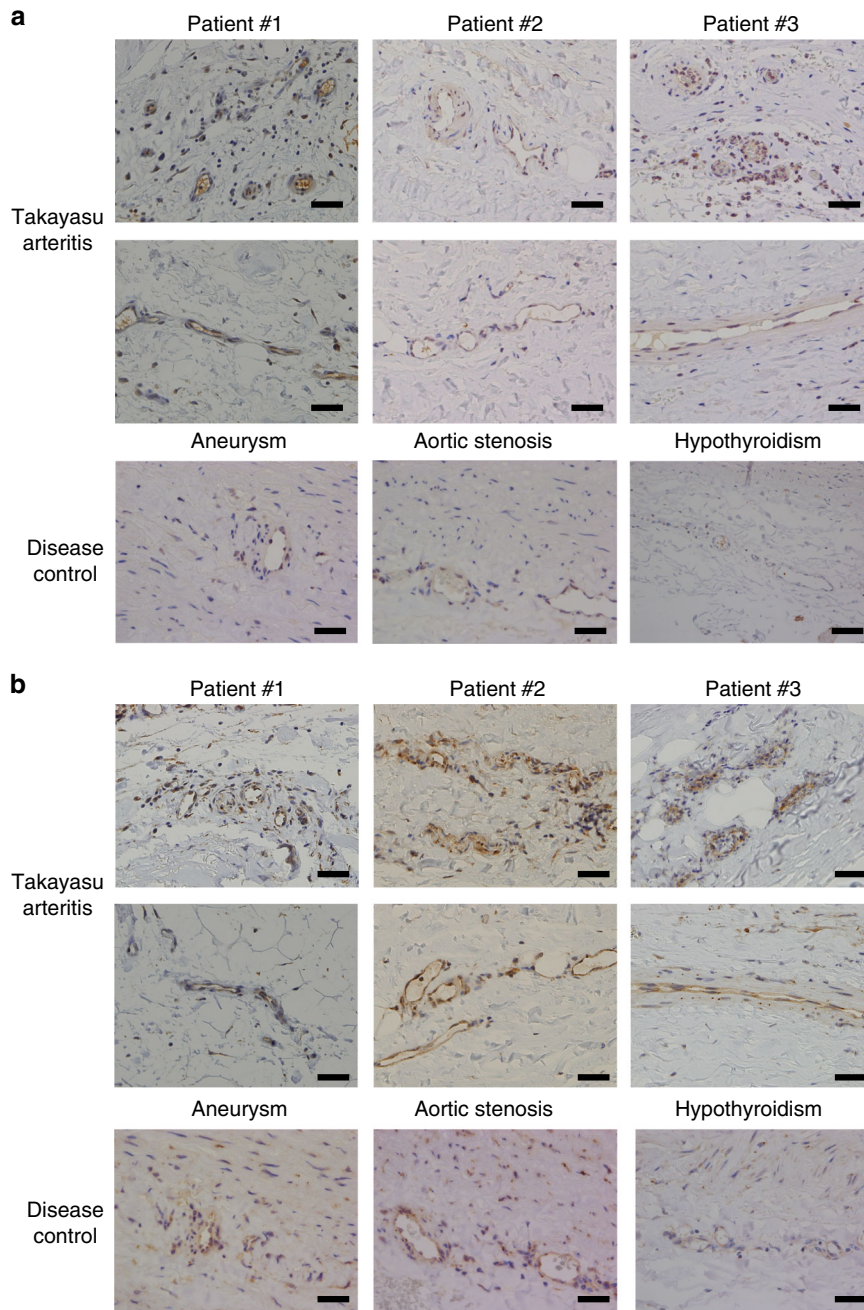 a
Patient #1 Patient #2 Patient #3
Takayasu
arteritis
Aneurysm Aortic stenosis Hypothyroidism
Disease
control
b
Patient #1 Patient #2 Patient #3
Takayasu
arteritis
Aneurysm Aortic stenosis Hypothyroidism
Disease
control